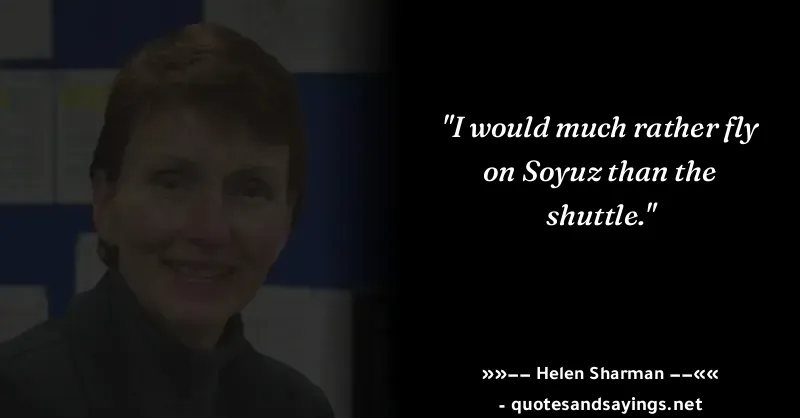 "I would much rather fly
on Soyuz than the
shuttle."
»»−− Helen Sharman −−««
- quotesandsayings.net